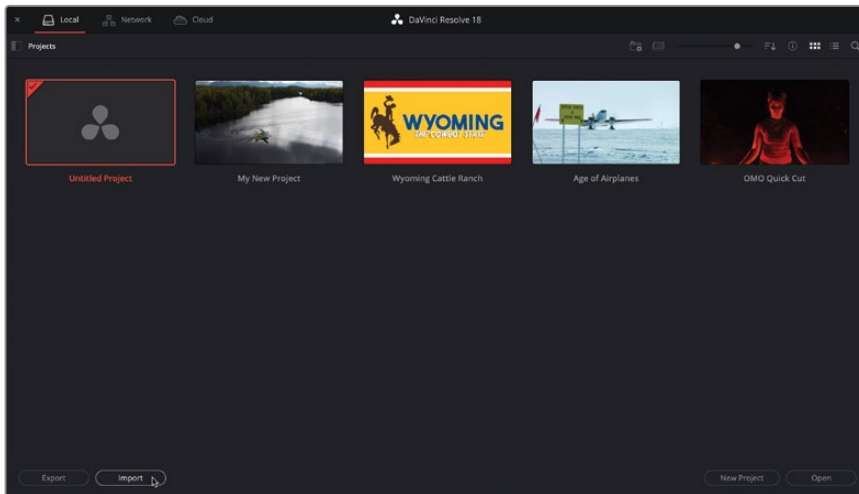 Local
Network
Cloud
DaVinci Resolve 18
Projects
WYOMING
THE COWBOY STATE
Untitled Project
My New Project
Wyoming Cattle Ranch
Age of Airplanes
OMO Quick Cut
Export
Import
New Project
Open